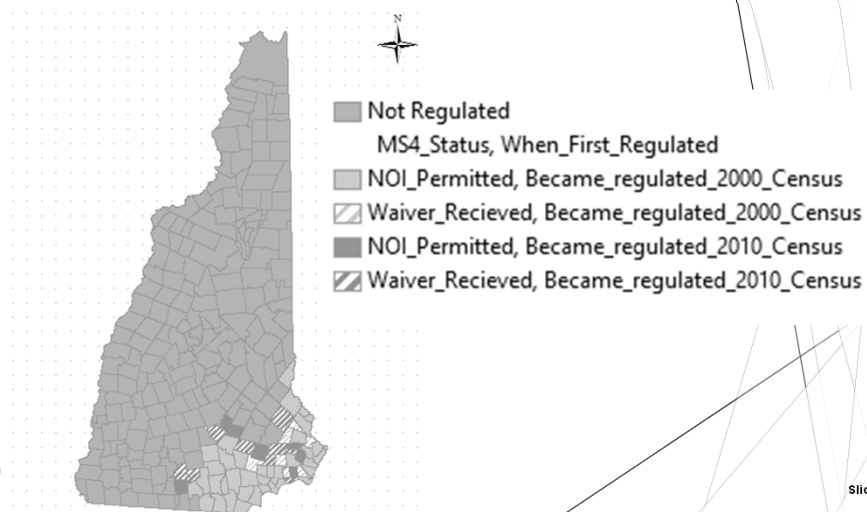 N
Not Regulated
MS4_Status, When_First_Regulated
NOI_Permitted, Became_regulated_2000_Census
Waiver_Recieved, Became_regulated_2000_Census
NOI_Permitted, Became_regulated_2010_Census
Waiver_Recieved, Became_regulated_2010_Census